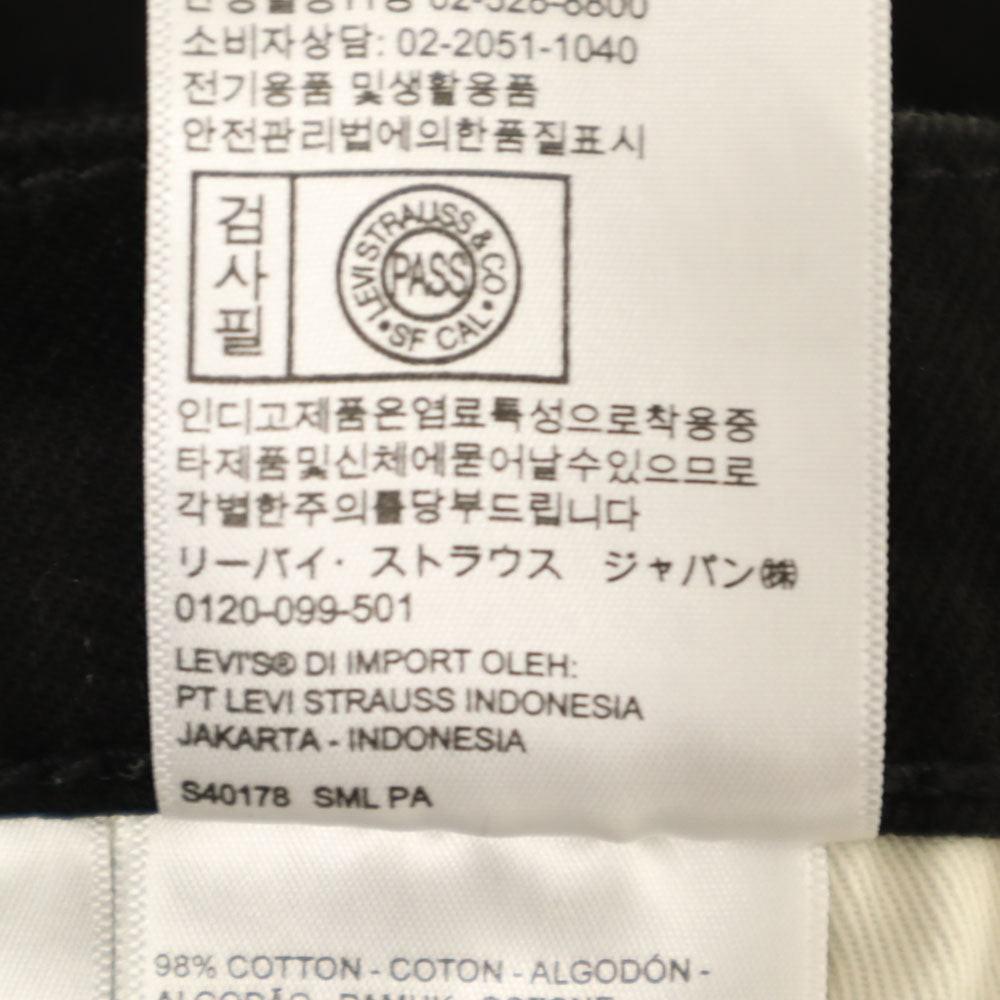 02-328-8800
소비자상담: 02-2051-1040
전기용품 및생활용품
안전관리법에의한품질표시
검
사
필
LEVI STRAUSS & CO
PASS
SF CAL
인디고제품은염료특성으로착용중
타제품및신체에묻어날수있으므로
각별한주의를당부드립니다
リーバイ・ストラウス ジャパン㈱
0120-099-501
LEVI'S® DI IMPORT OLEH:
PT LEVI STRAUSS INDONESIA
JAKARTA - INDONESIA
S40178 SML PA
98% COTTON - COTON - ALGODÓN -
ALGODÃO - PAMUK - COTONE